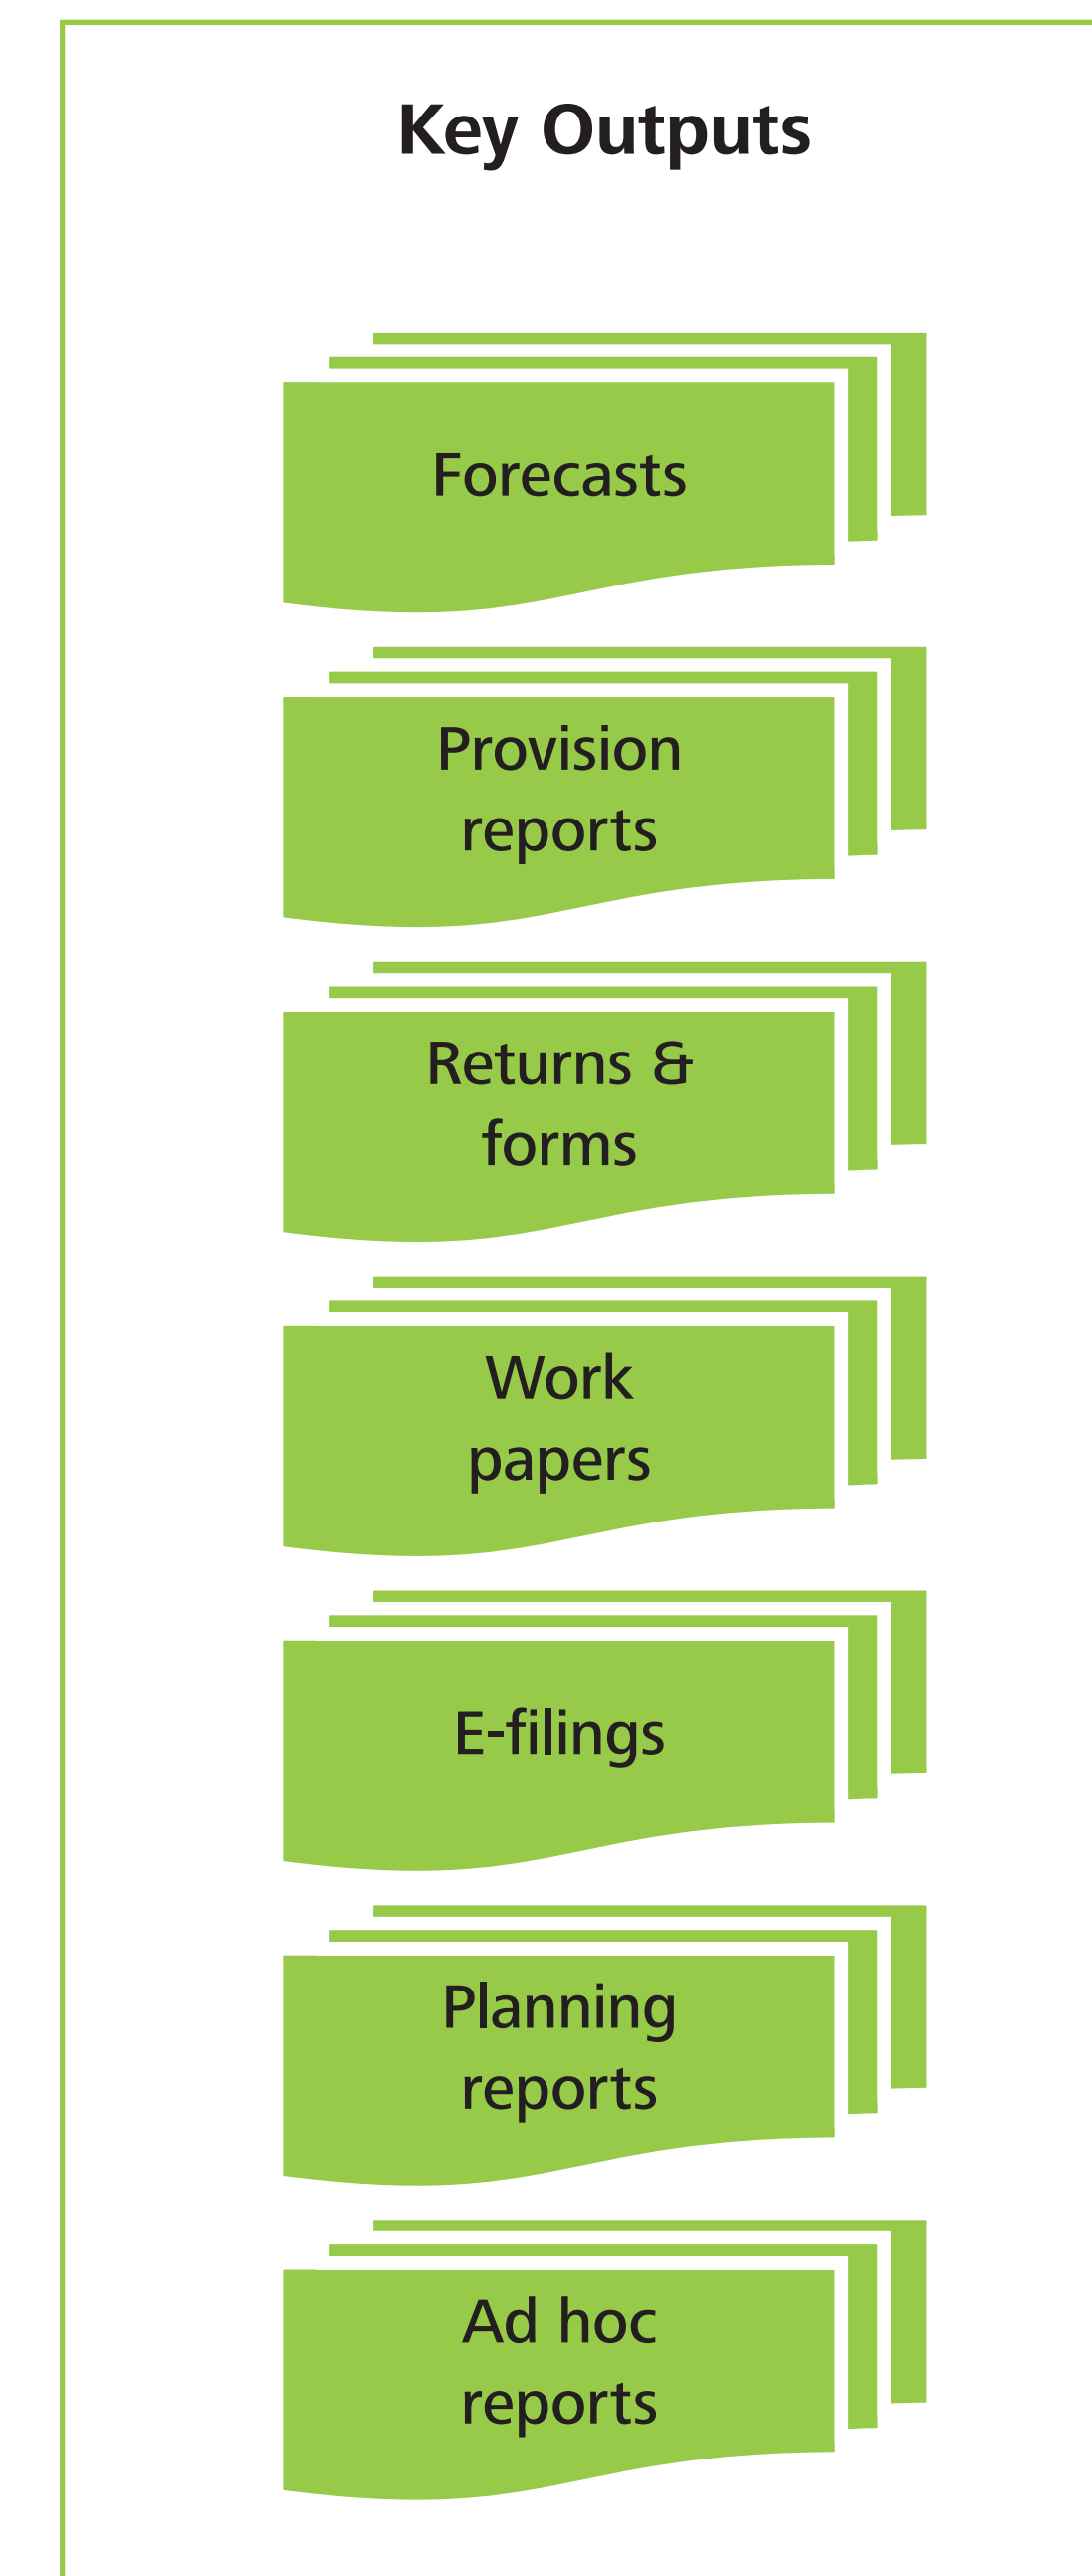 Key Outputs
Forecasts
Provision
reports
Returns &
forms
Work
papers
E-filings
Planning
reports
Ad hoc
reports